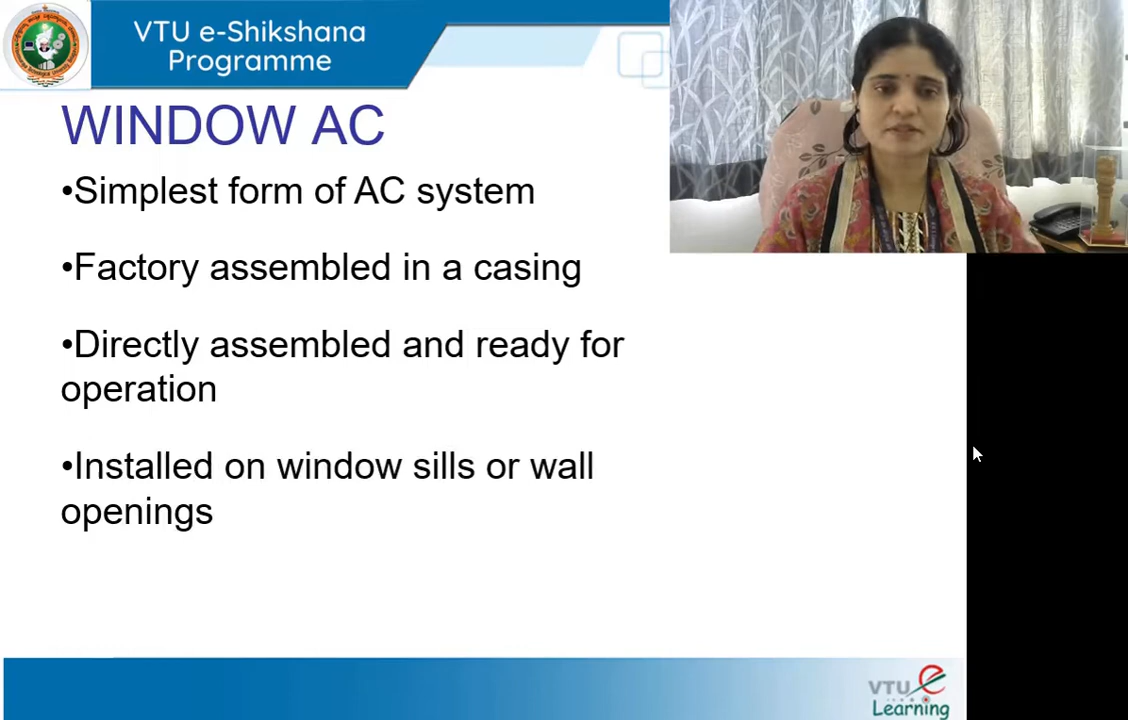 VTU e-Shikshana
Programme
WINDOW AC
•Simplest form of AC system
•Factory assembled in a casing
•Directly assembled and ready for
operation
•Installed on window sills or wall
openings
VTU e
Learning